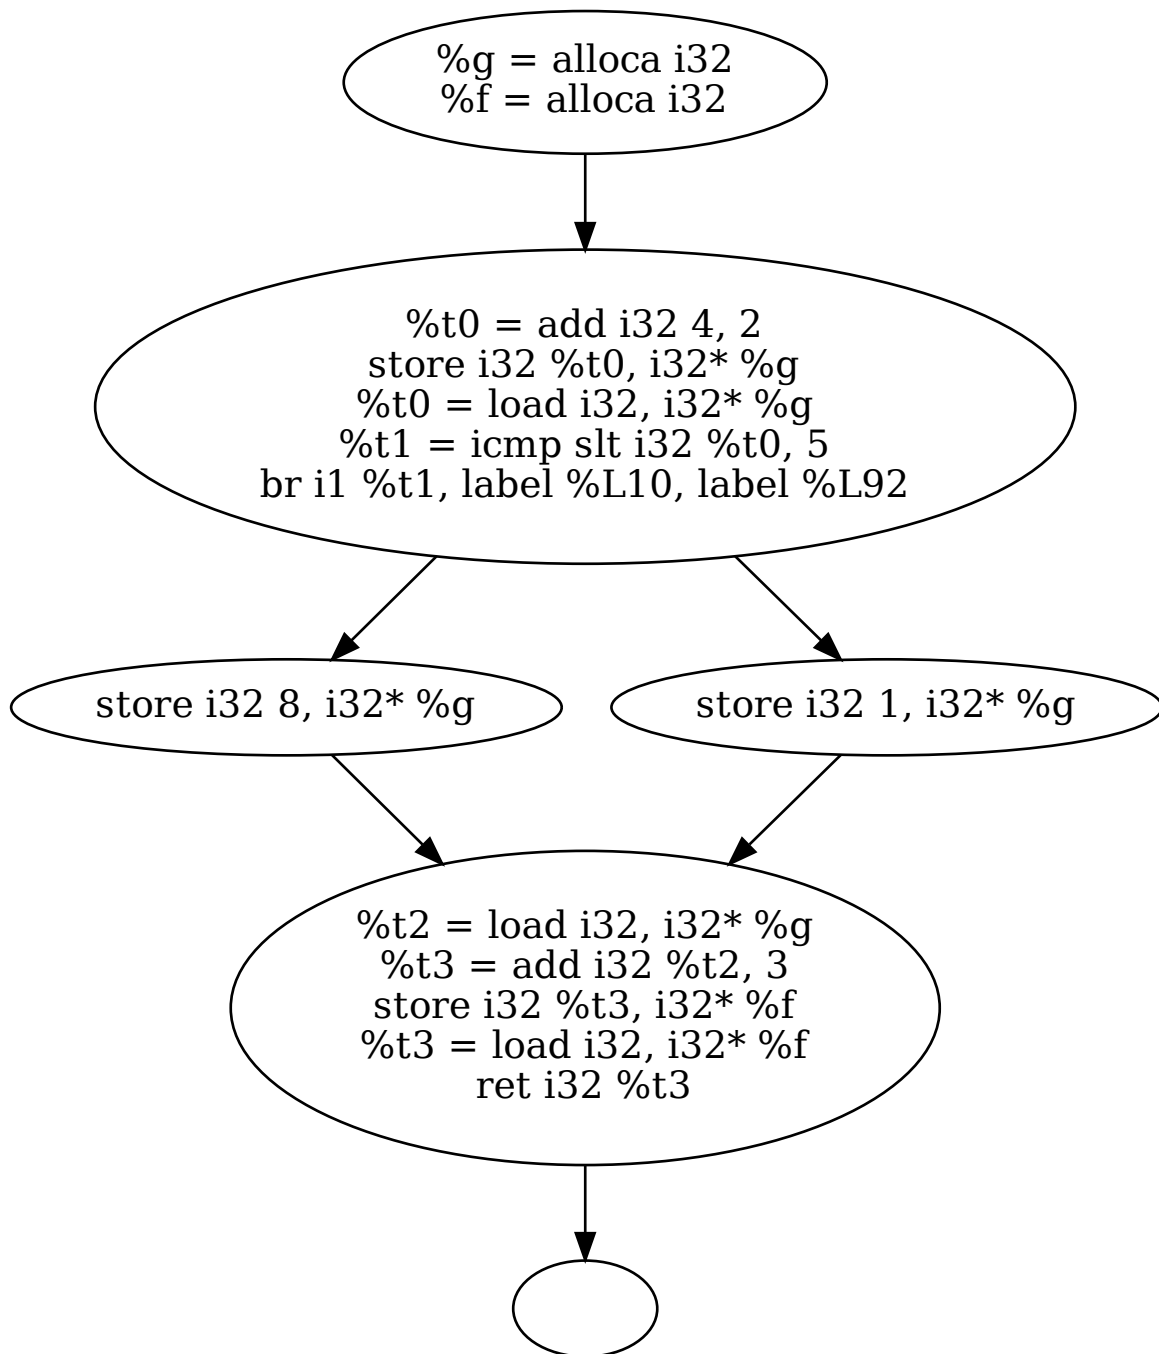 %g = alloca i32
%f = alloca i32
%t0 = add i32 4, 2
store i32 %t0, i32* %g
%t0 = load i32, i32* %g
%t1 = icmp slt i32 %t0, 5
br i1 %t1, label %L10, label %L92
store i32 8, i32* %g
store i32 1, i32* %g
%t2 = load i32, i32* %g
%t3 = add i32 %t2, 3
store i32 %t3, i32* %f
%t3 = load i32, i32* %f
ret i32 %t3